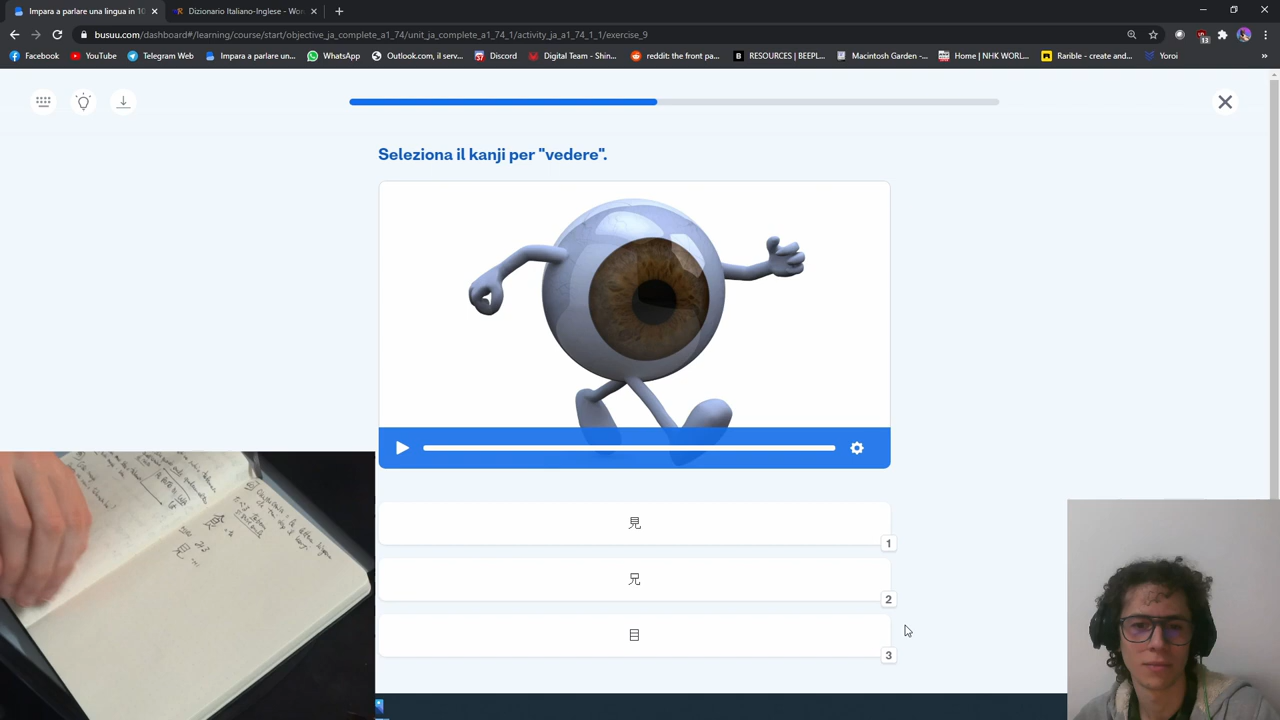 Impara a parlare una lingua in 10
Dizionario Italiano-Inglese - Wor
busuu.com/dashboard#/learning/course/start/objective_ja_complete_a1_74/unit_ja_complete_a1_74_1/activity_ja_a1_74_1_1/exercise_9
Facebook
YouTube
Telegram Web
Impara a parlare un...
WhatsApp
Outlook.com, il serv...
Discord
Digital Team - Shin...
reddit: the front pa...
RESOURCES | BEEPL...
Macintosh Garden -...
Home | NHK WORL...
Rarible - create and...
Yoroi
13
Seleziona il kanji per "vedere".
見
1
兄
2
目
3